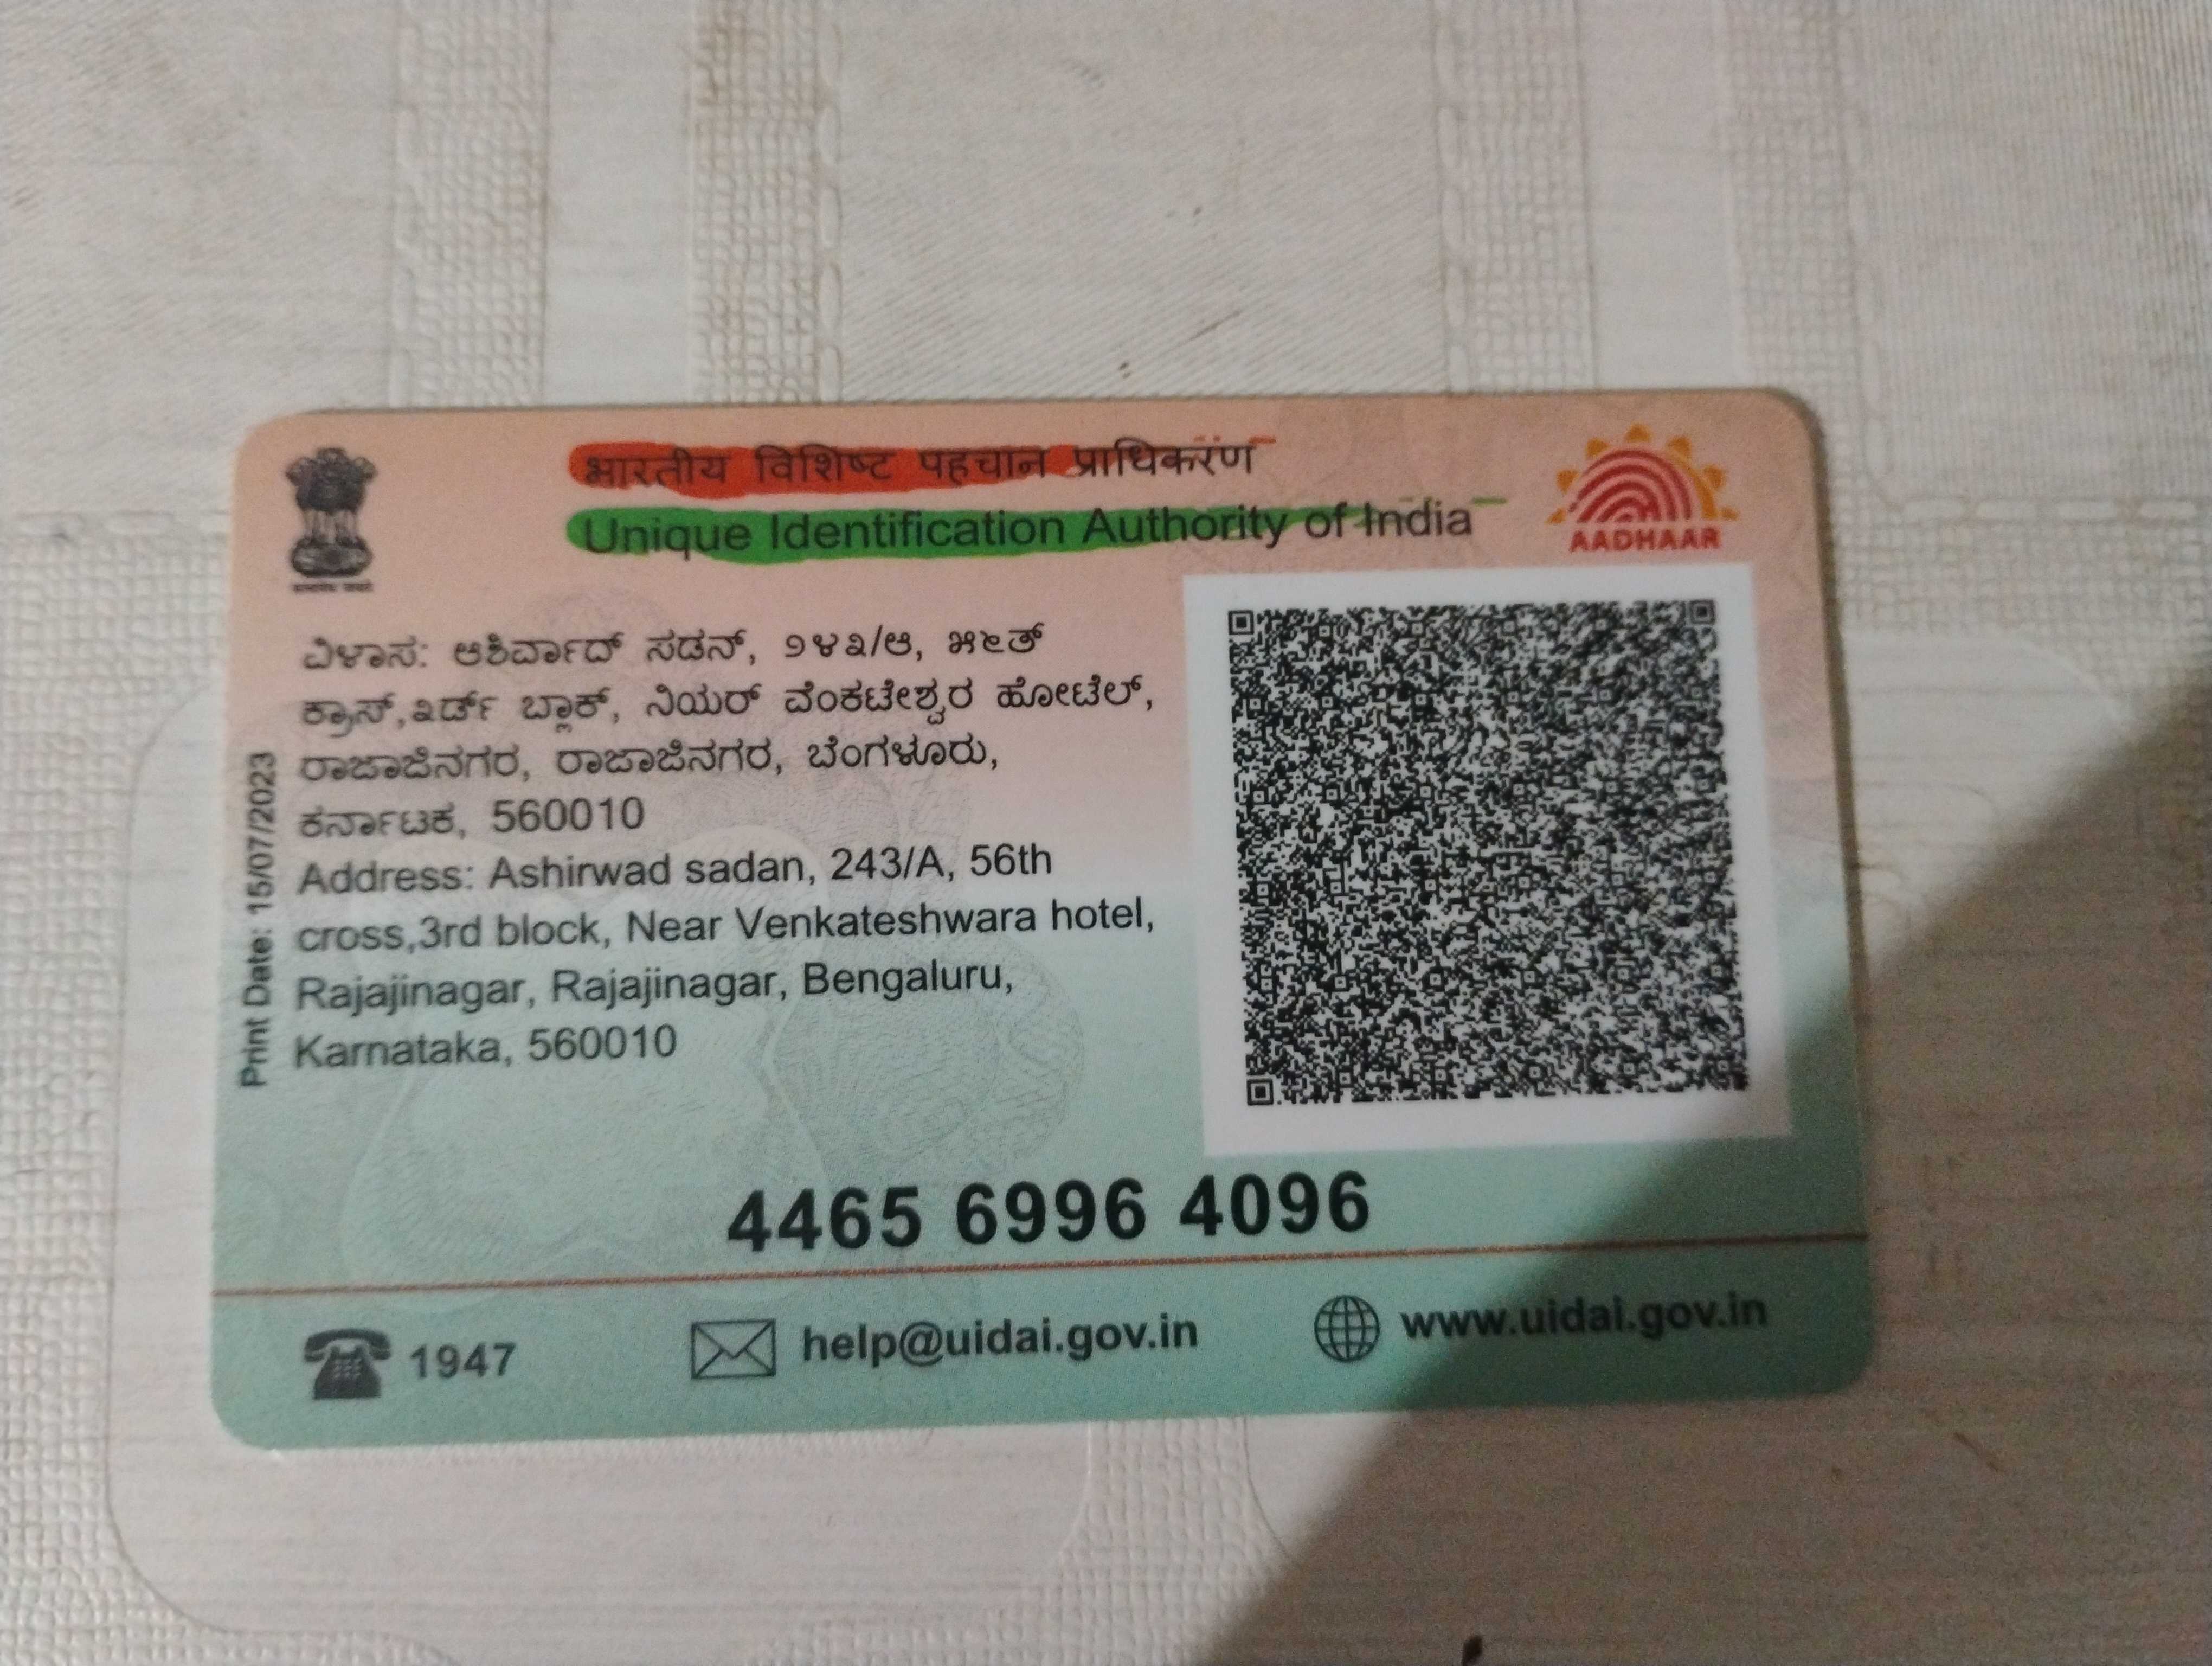 भारतीय विशिष्ट पहचान प्राधिकरण
Unique Identification Authority of India
AADHAAR
ವಿಳಾಸ: ಆಶಿರ್ವಾದ್ ಸಡನ್, ೨೪೩/ಆ, ೫೬ತ್
ಕ್ರಾಸ್,೩ರ್ಡ್ ಬ್ಲಾಕ್, ನಿಯರ್ ವೆಂಕಟೇಶ್ವರ ಹೋಟೆಲ್,
ರಾಜಾಜಿನಗರ, ರಾಜಾಜಿನಗರ, ಬೆಂಗಳೂರು,
ಕರ್ನಾಟಕ, 560010
Address: Ashirwad sadan, 243/A, 56th
cross,3rd block, Near Venkateshwara hotel,
Rajajinagar, Rajajinagar, Bengaluru,
Karnataka, 560010
Print Date: 15/07/2023
4465 6996 4096
1947
help@uidai.gov.in
www.uidai.gov.in